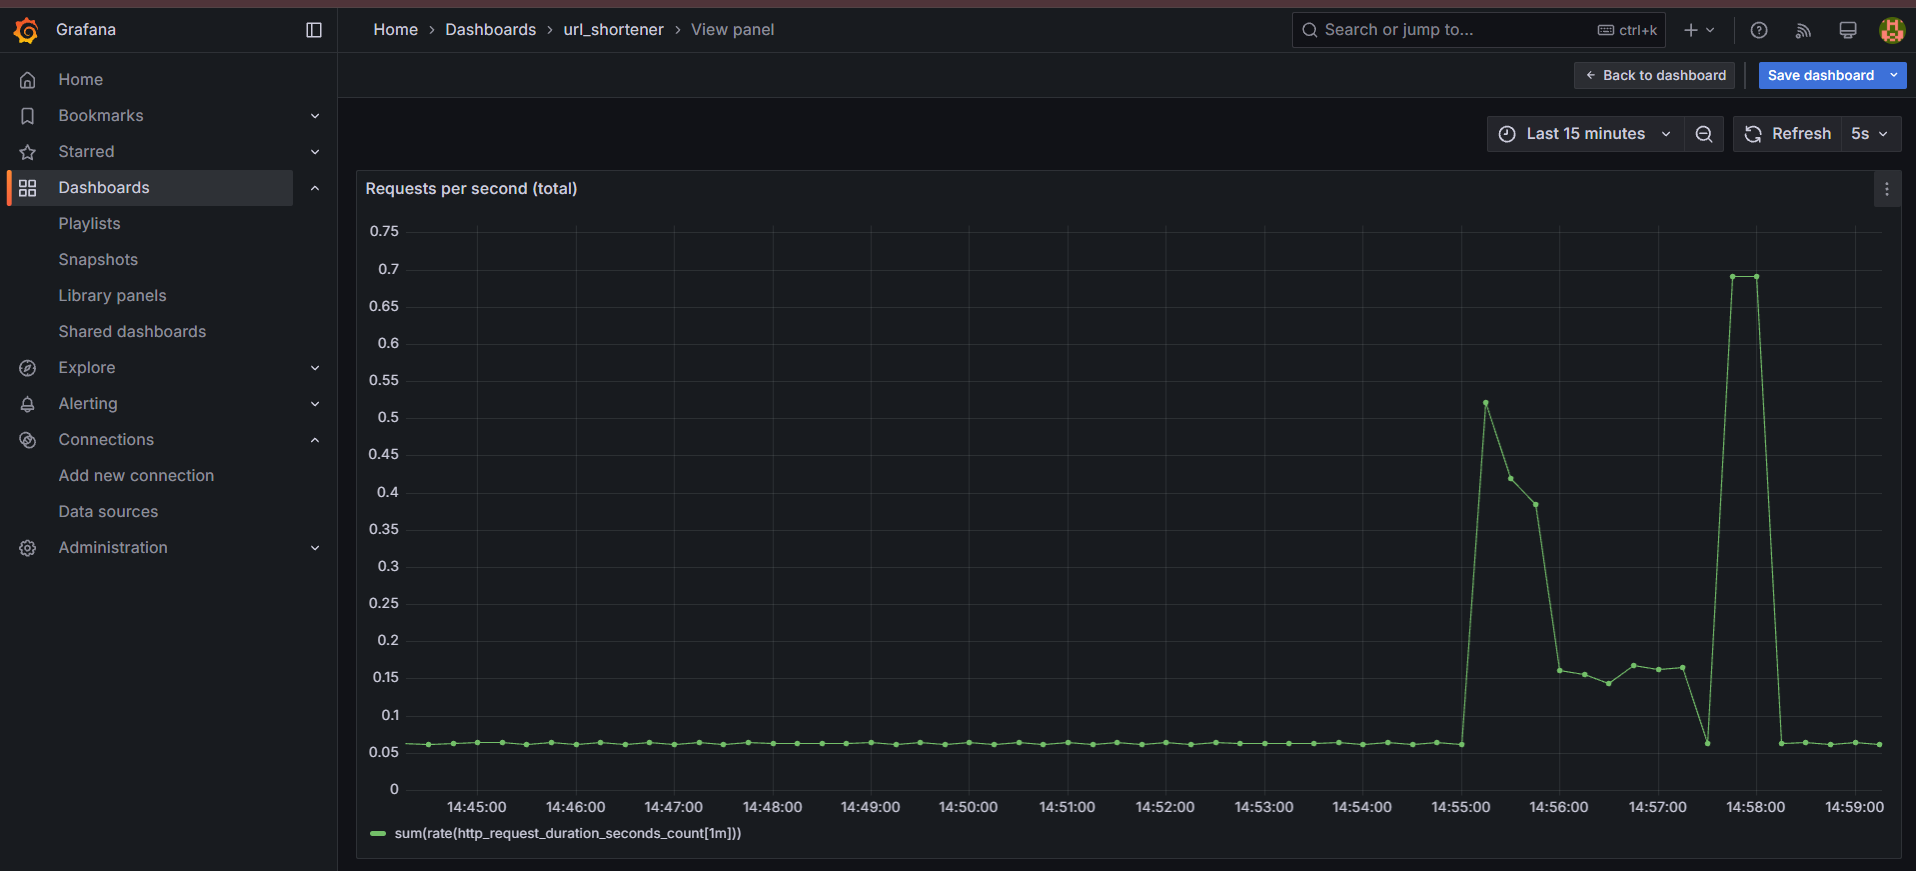 Grafana
Home › Dashboards › url_shortener › View panel
Search or jump to... ctrl+k
Back to dashboard
Save dashboard
Home
Bookmarks
Starred
Dashboards
Playlists
Snapshots
Library panels
Shared dashboards
Explore
Alerting
Connections
Add new connection
Data sources
Administration
Last 15 minutes
Refresh 5s
Requests per second (total)
0.75
0.7
0.65
0.6
0.55
0.5
0.45
0.4
0.35
0.3
0.25
0.2
0.15
0.1
0.05
0
14:45:00 14:46:00 14:47:00 14:48:00 14:49:00 14:50:00 14:51:00 14:52:00 14:53:00 14:54:00 14:55:00 14:56:00 14:57:00 14:58:00 14:59:00
sum(rate(http_request_duration_seconds_count[1m]))